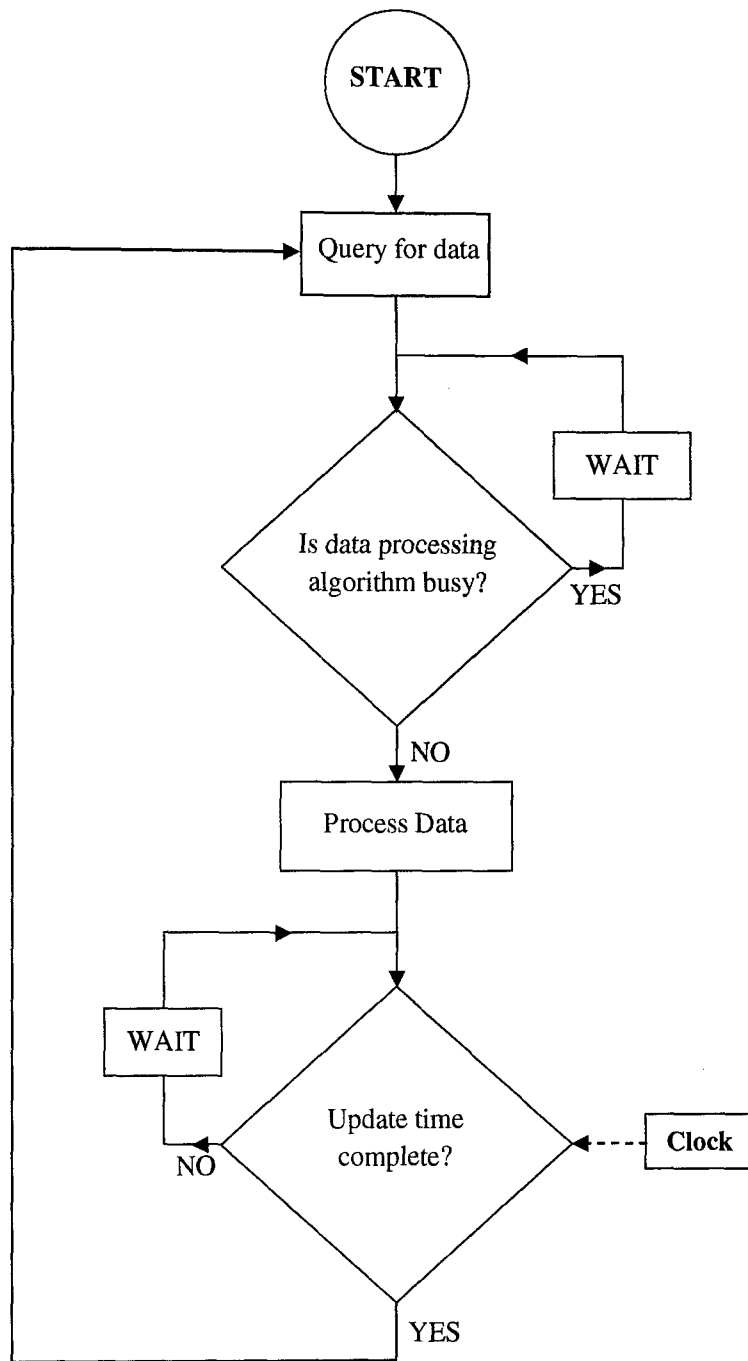 START
Query for data
WAIT
Is data processing
algorithm busy?
YES
NO
Process Data
WAIT
Update time
complete?
Clock
NO
YES